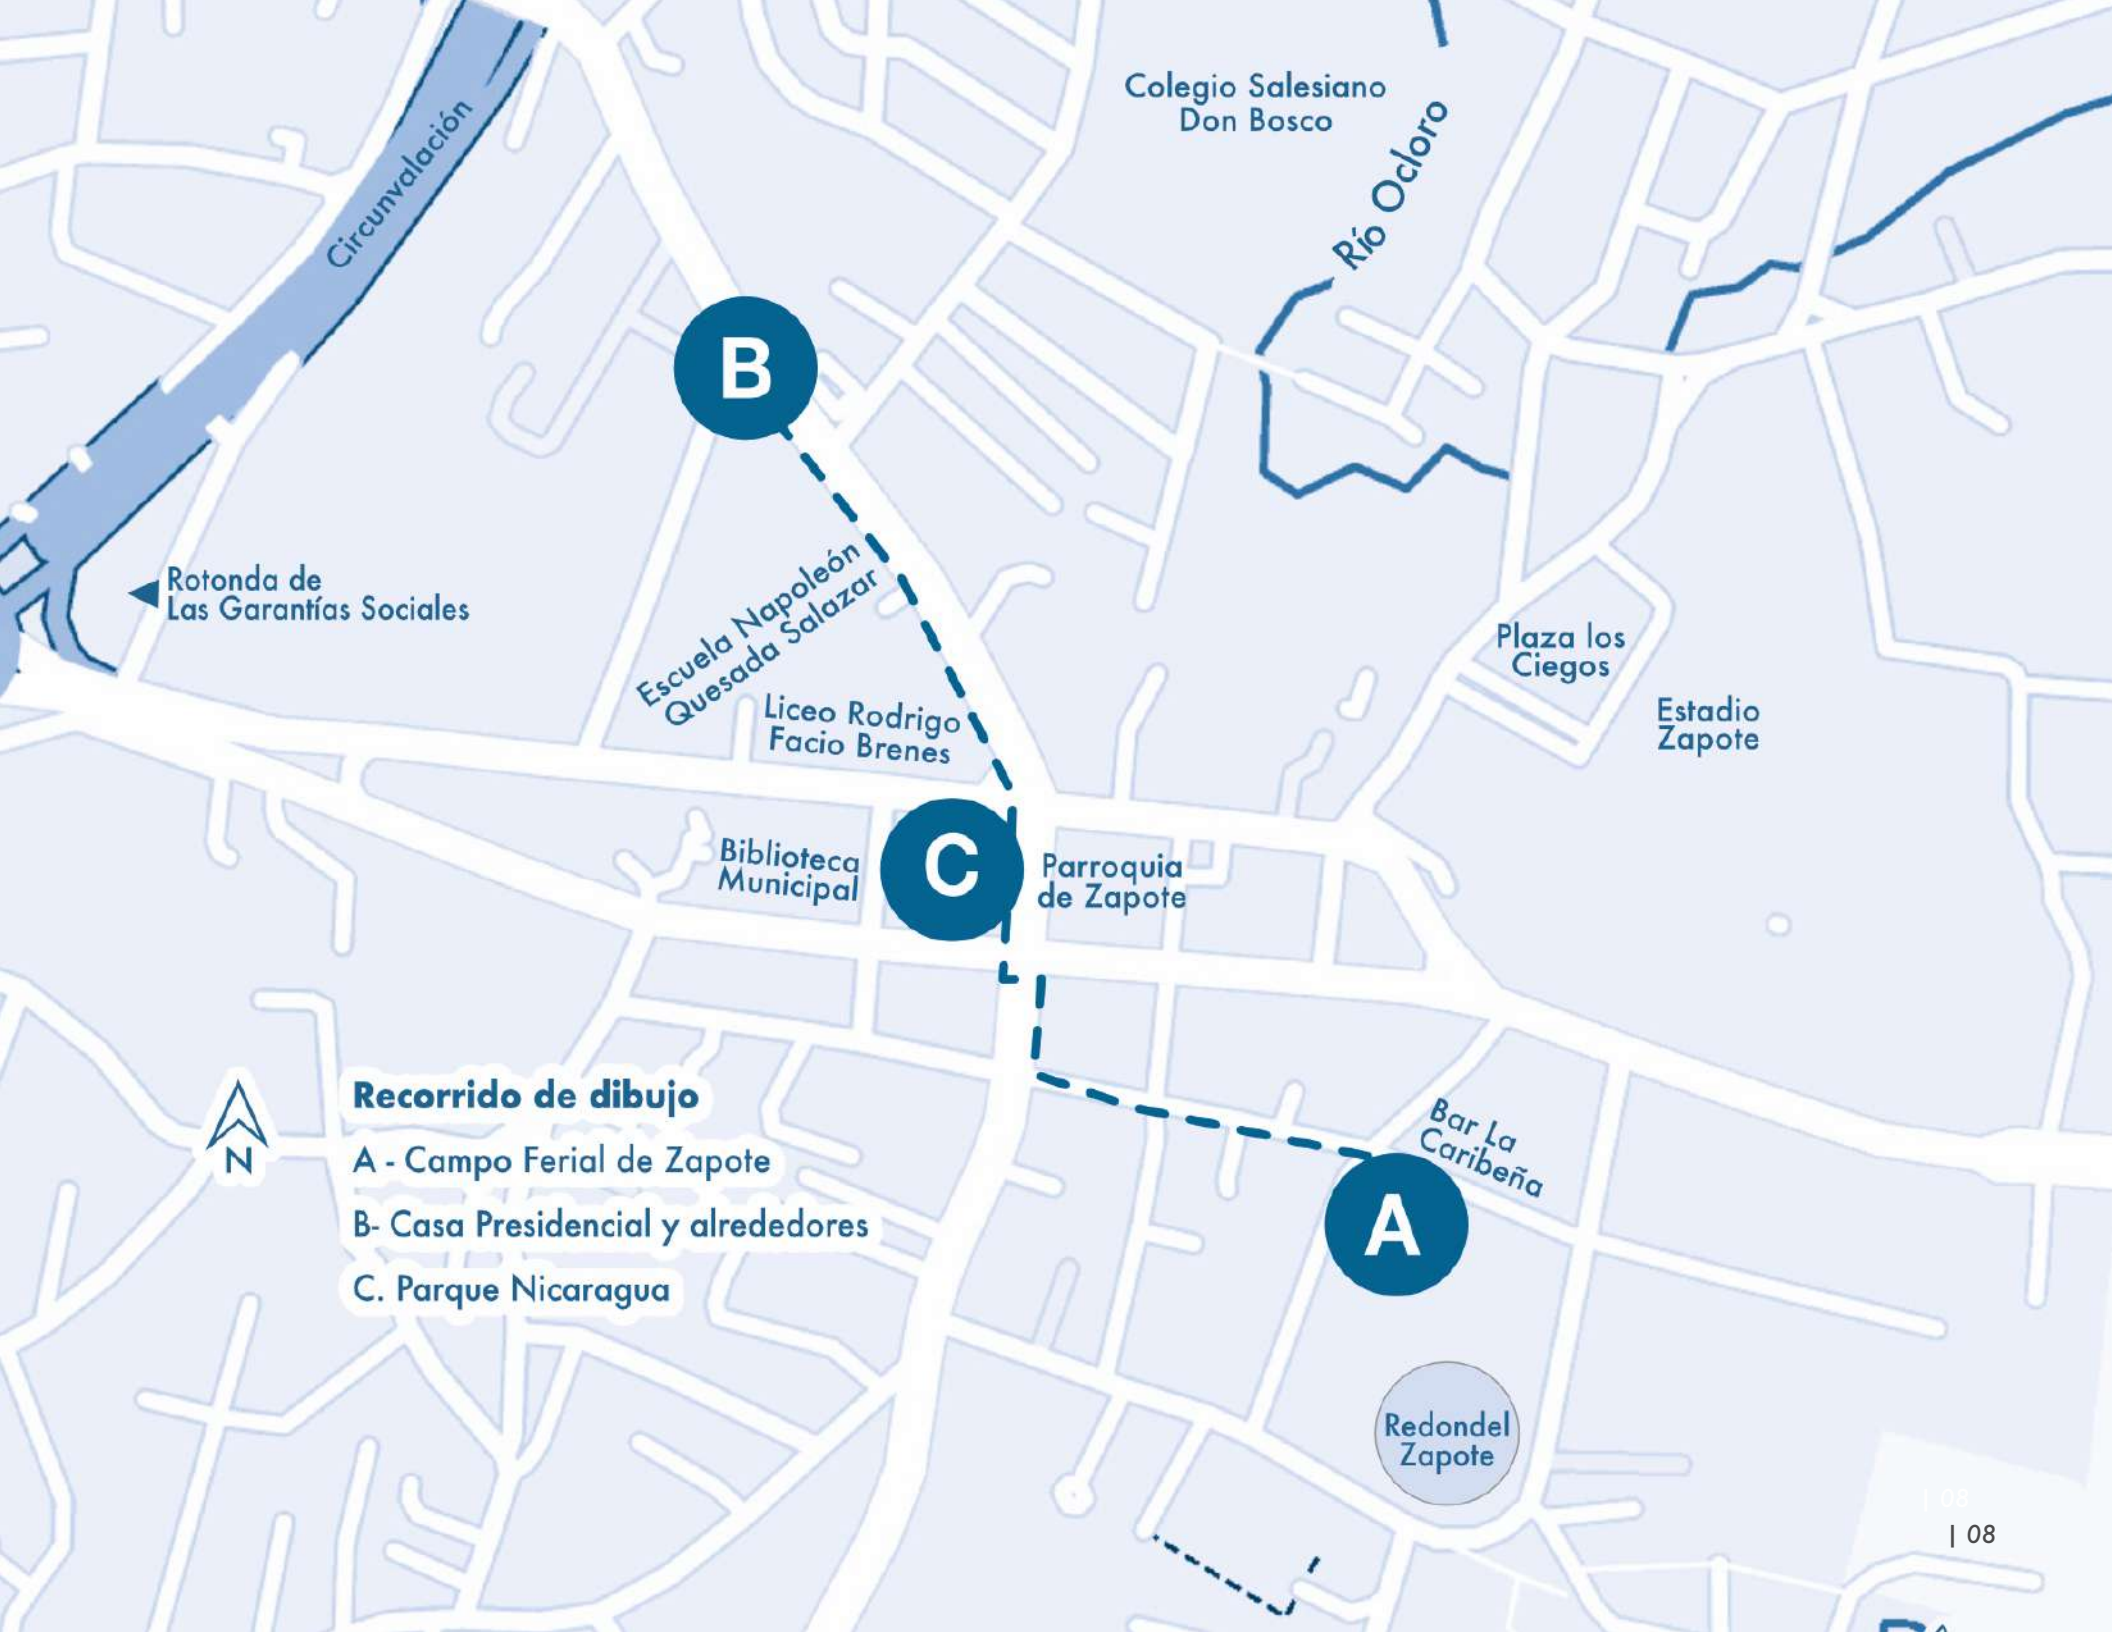 Colegio Salesiano
Don Bosco
Río Ocloro
Circunvalación
B
Rotonda de
Las Garantías Sociales
Escuela Napoleón
Quesada Salazar
Liceo Rodrigo
Facio Brenes
Plaza los
Ciegos
Estadio
Zapote
Biblioteca
Municipal
C
Parroquia
de Zapote
N
Recorrido de dibujo
A - Campo Ferial de Zapote
B- Casa Presidencial y alrededores
C. Parque Nicaragua
Bar La
Caribeña
A
Redondel
Zapote
| 08
| 08